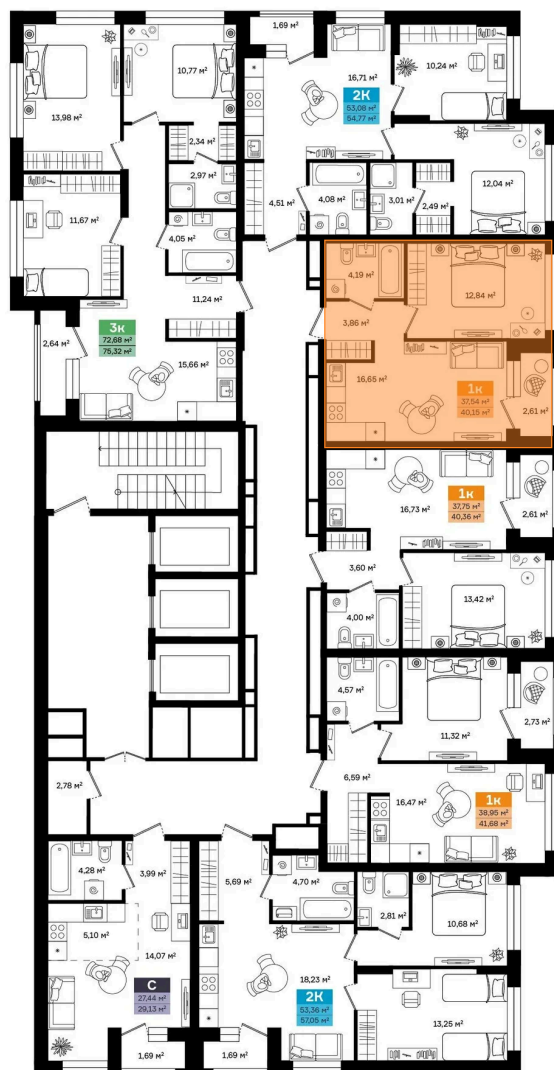 1,69 м²
10,77 м²
16,71 м²
10,24 м²
13,98 м²
2К
53,08 м²
54,77 м²
2,34 м²
2,97 м²
4,51 м²
4,08 м²
3,01 м²
2,49 м²
12,04 м²
11,67 м²
4,05 м²
4,19 м²
12,84 м²
11,24 м²
3,86 м²
3к
72,68 м²
75,32 м²
2,64 м²
15,66 м²
16,65 м²
1к
37,54 м²
40,15 м²
2,61 м²
16,73 м²
1к
37,75 м²
40,36 м²
2,61 м²
3,60 м²
13,42 м²
4,00 м²
4,57 м²
11,32 м²
2,73 м²
2,78 м²
6,59 м²
16,47 м²
1к
38,95 м²
41,68 м²
4,28 м²
3,99 м²
5,69 м²
4,70 м²
2,81 м²
10,68 м²
5,10 м²
14,07 м²
С
27,44 м²
29,13 м²
18,23 м²
2К
53,36 м²
57,05 м²
13,25 м²
1,69 м²
1,69 м²